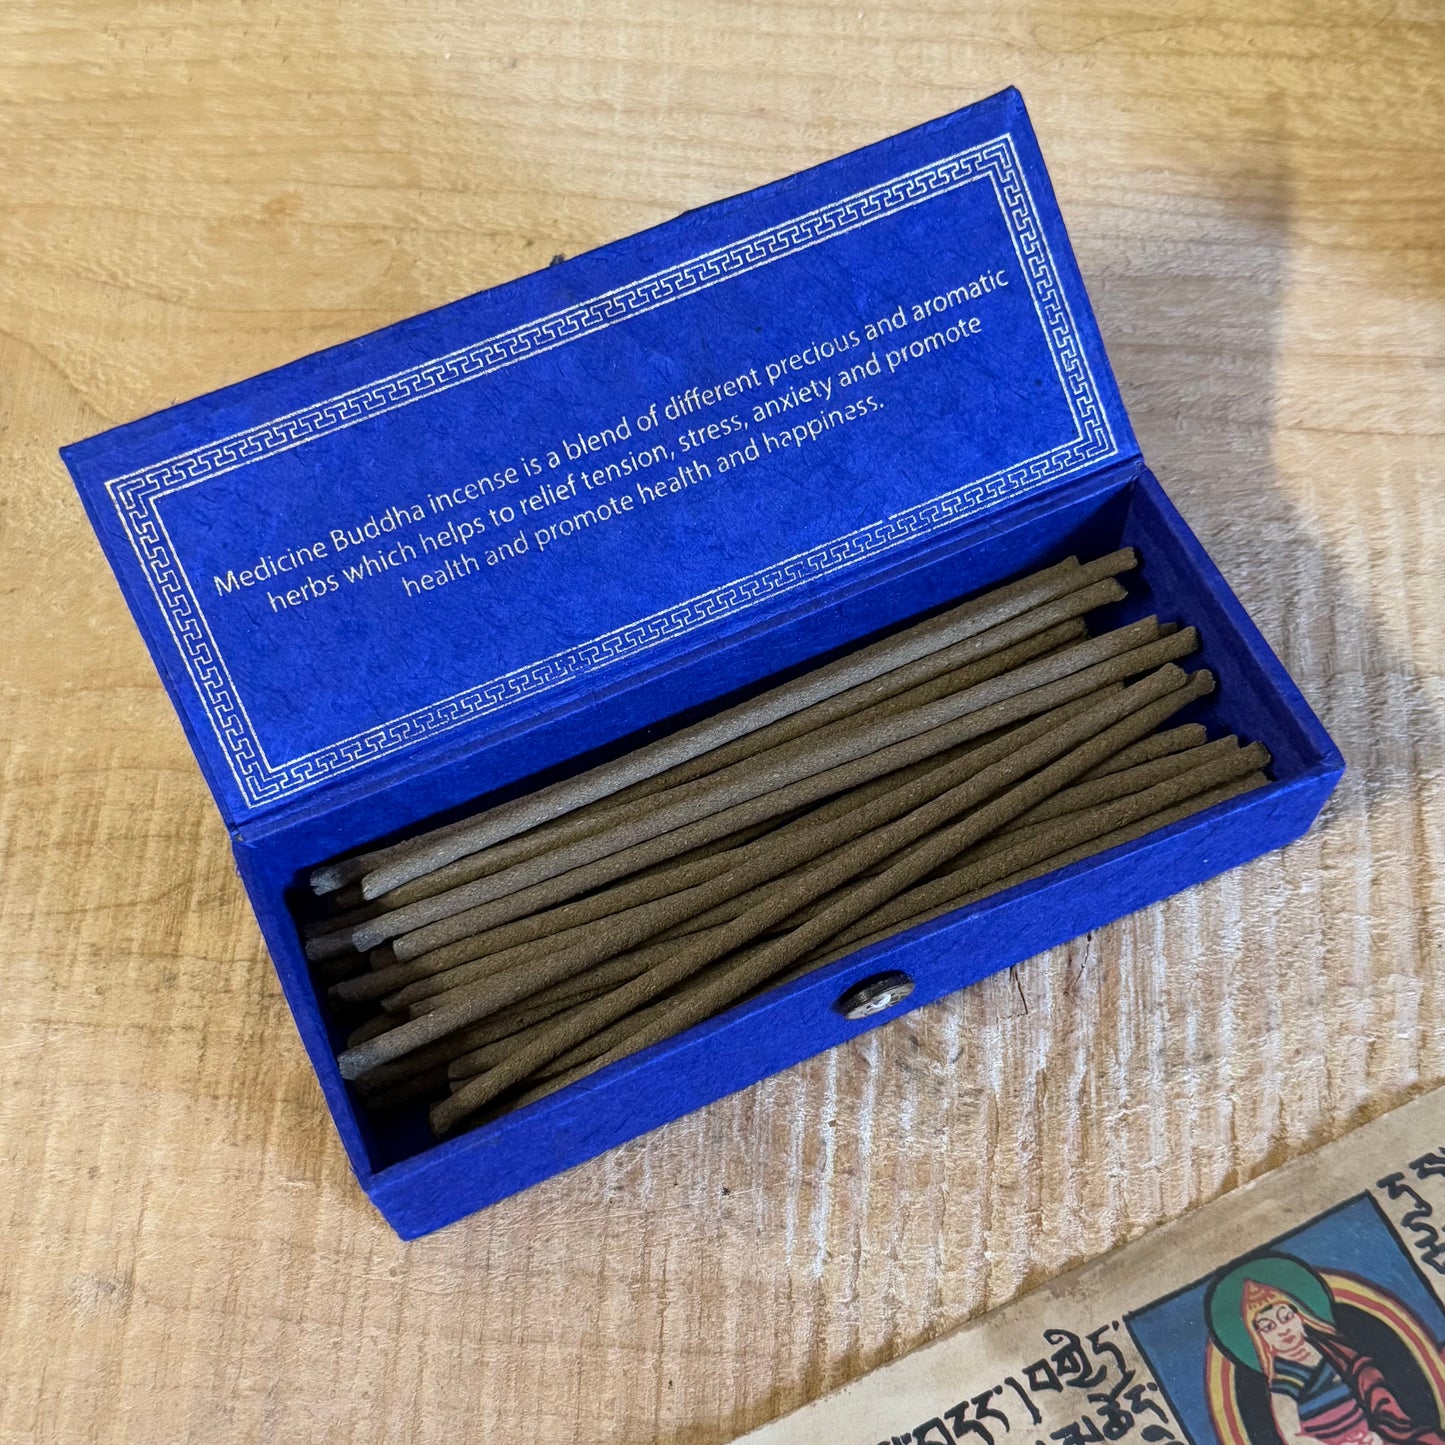 Medicine Buddha incense is a blend of different precious and aromatic
herbs which helps to relief tension, stress, anxiety and promote
health and promote health and happiness.